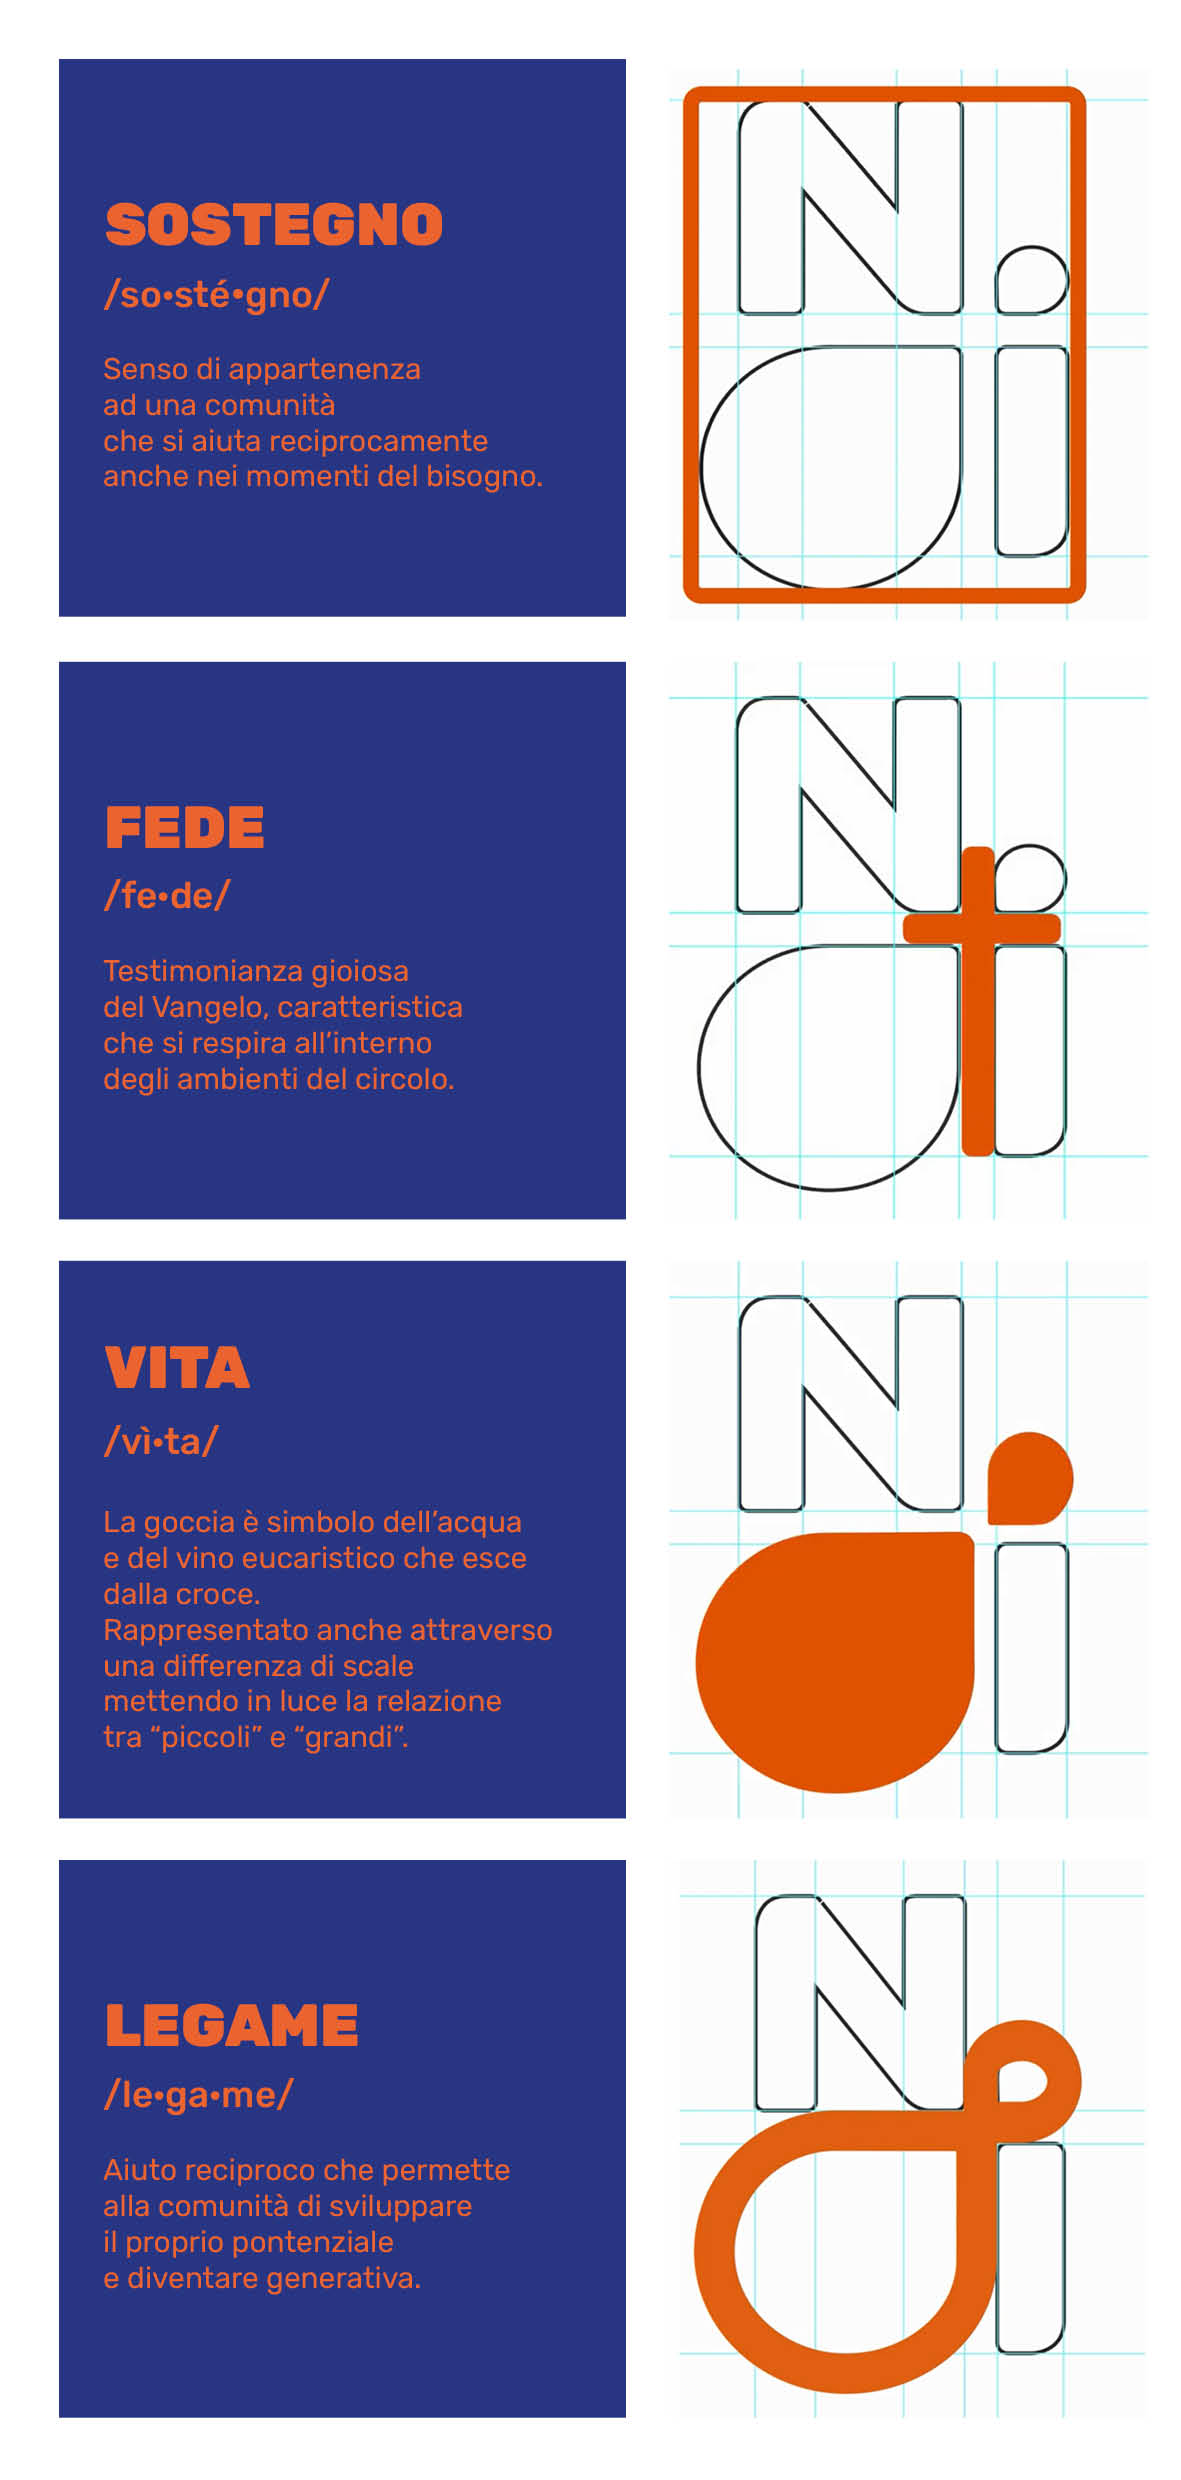 SOSTEGNO
/so•sté•gno/
Senso di appartenenza
ad una comunità
che si aiuta reciprocamente
anche nei momenti del bisogno.
N
di
FEDE
/fe•de/
Testimonianza gioiosa
del Vangelo, caratteristica
che si respira all’interno
degli ambienti del circolo.
N
di
VITA
/vì•ta/
La goccia è simbolo dell’acqua
e del vino eucaristico che esce
dalla croce.
Rappresentato anche attraverso
una differenza di scale
mettendo in luce la relazione
tra “piccoli” e “grandi”.
N
di
LEGAME
/le•ga•me/
Aiuto reciproco che permette
alla comunità di sviluppare
il proprio pontenziale
e diventare generativa.
N
di